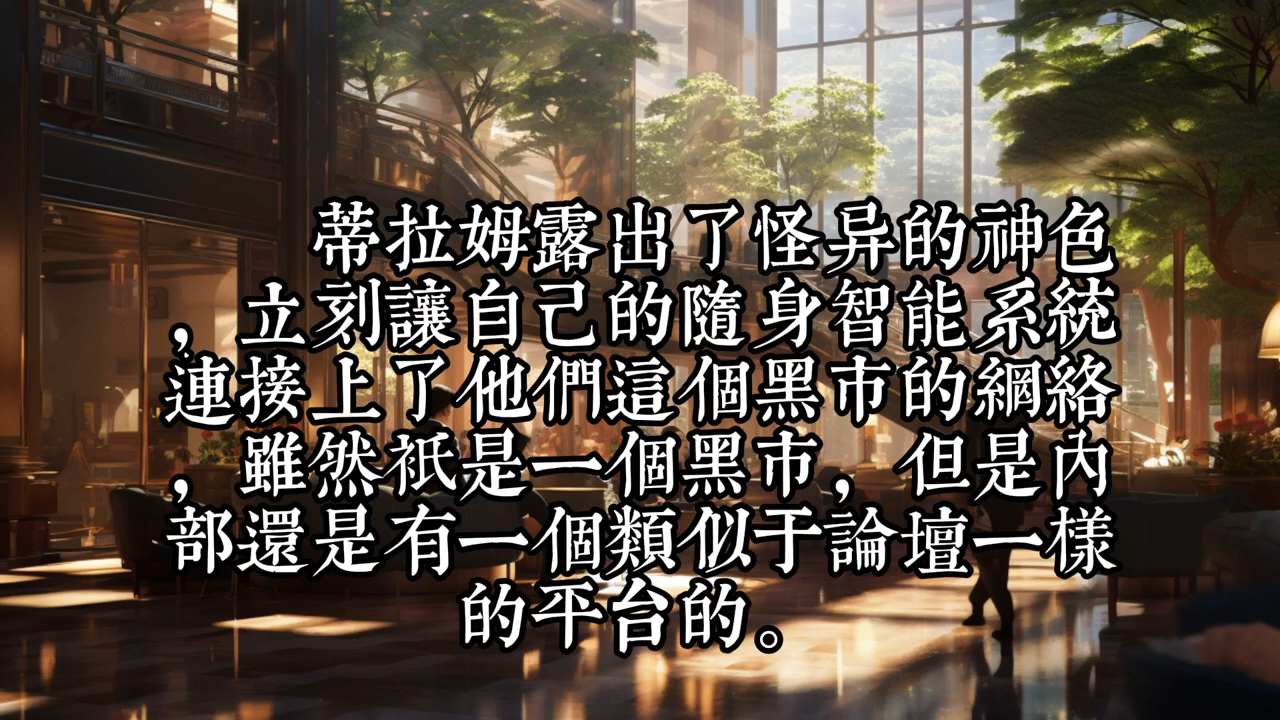 蒂拉姆露出了怪异的神色
，立刻讓自己的隨身智能系統
連接上了他們這個黑市的網絡
，雖然祇是一個黑市，但是內
部還是有一個類似于論壇一樣
的平台的。